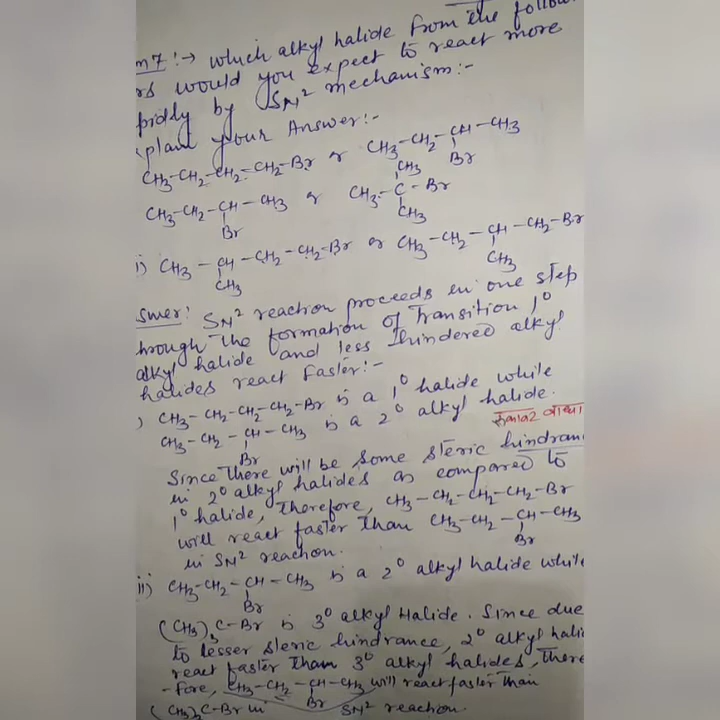 m7 :→ which alkyl halide from the follow
rs would you expect to react more
pidly by SN² mechanism:-
xplain your Answer:-
CH3-CH2-CH2-CH2-Br or CH3-CH2-CH-CH3
Br
CH3-CH2-CH-CH3 or CH3-C-Br
Br
CH3
CH3
i) CH3-CH-CH2-CH2-Br or CH3-CH2-CH-CH2-Br
CH3
CH3
swer: SN² reaction proceeds in one step
hrough the formation of Transition 1°
alkyl halide and less hindered alkyl
halides react faster:-
) CH3-CH2-CH2-CH2-Br is a 1° halide while
CH3-CH2-CH-CH3 is a 2° alkyl halide.
Br
रुकावट बाधा
Since there will be some steric hindran
in 2° alkyl halides as compared to
1° halide, Therefore, CH3-CH2-CH2-CH2-Br
will react faster than CH3-CH2-CH-CH3
Br
in SN² reaction.
ii) CH3-CH2-CH-CH3 is a 2° alkyl halide while
Br
(CH3)3C-Br is 3° alkyl Halide. Since due
to lesser steric hindrance, 2° alkyl hali
react faster than 3° alkyl halides, there
-fore, CH3-CH2-CH-CH3 will react faster than
Br
(CH3)3C-Br in SN² reaction.